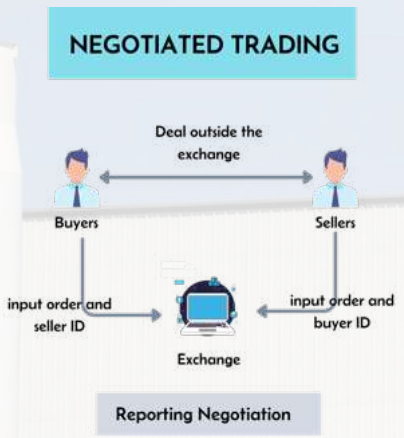 NEGOTIATED TRADING
Deal outside the
exchange
Buyers
Sellers
input order and
seller ID
input order and
buyer ID
Exchange
Reporting Negotiation